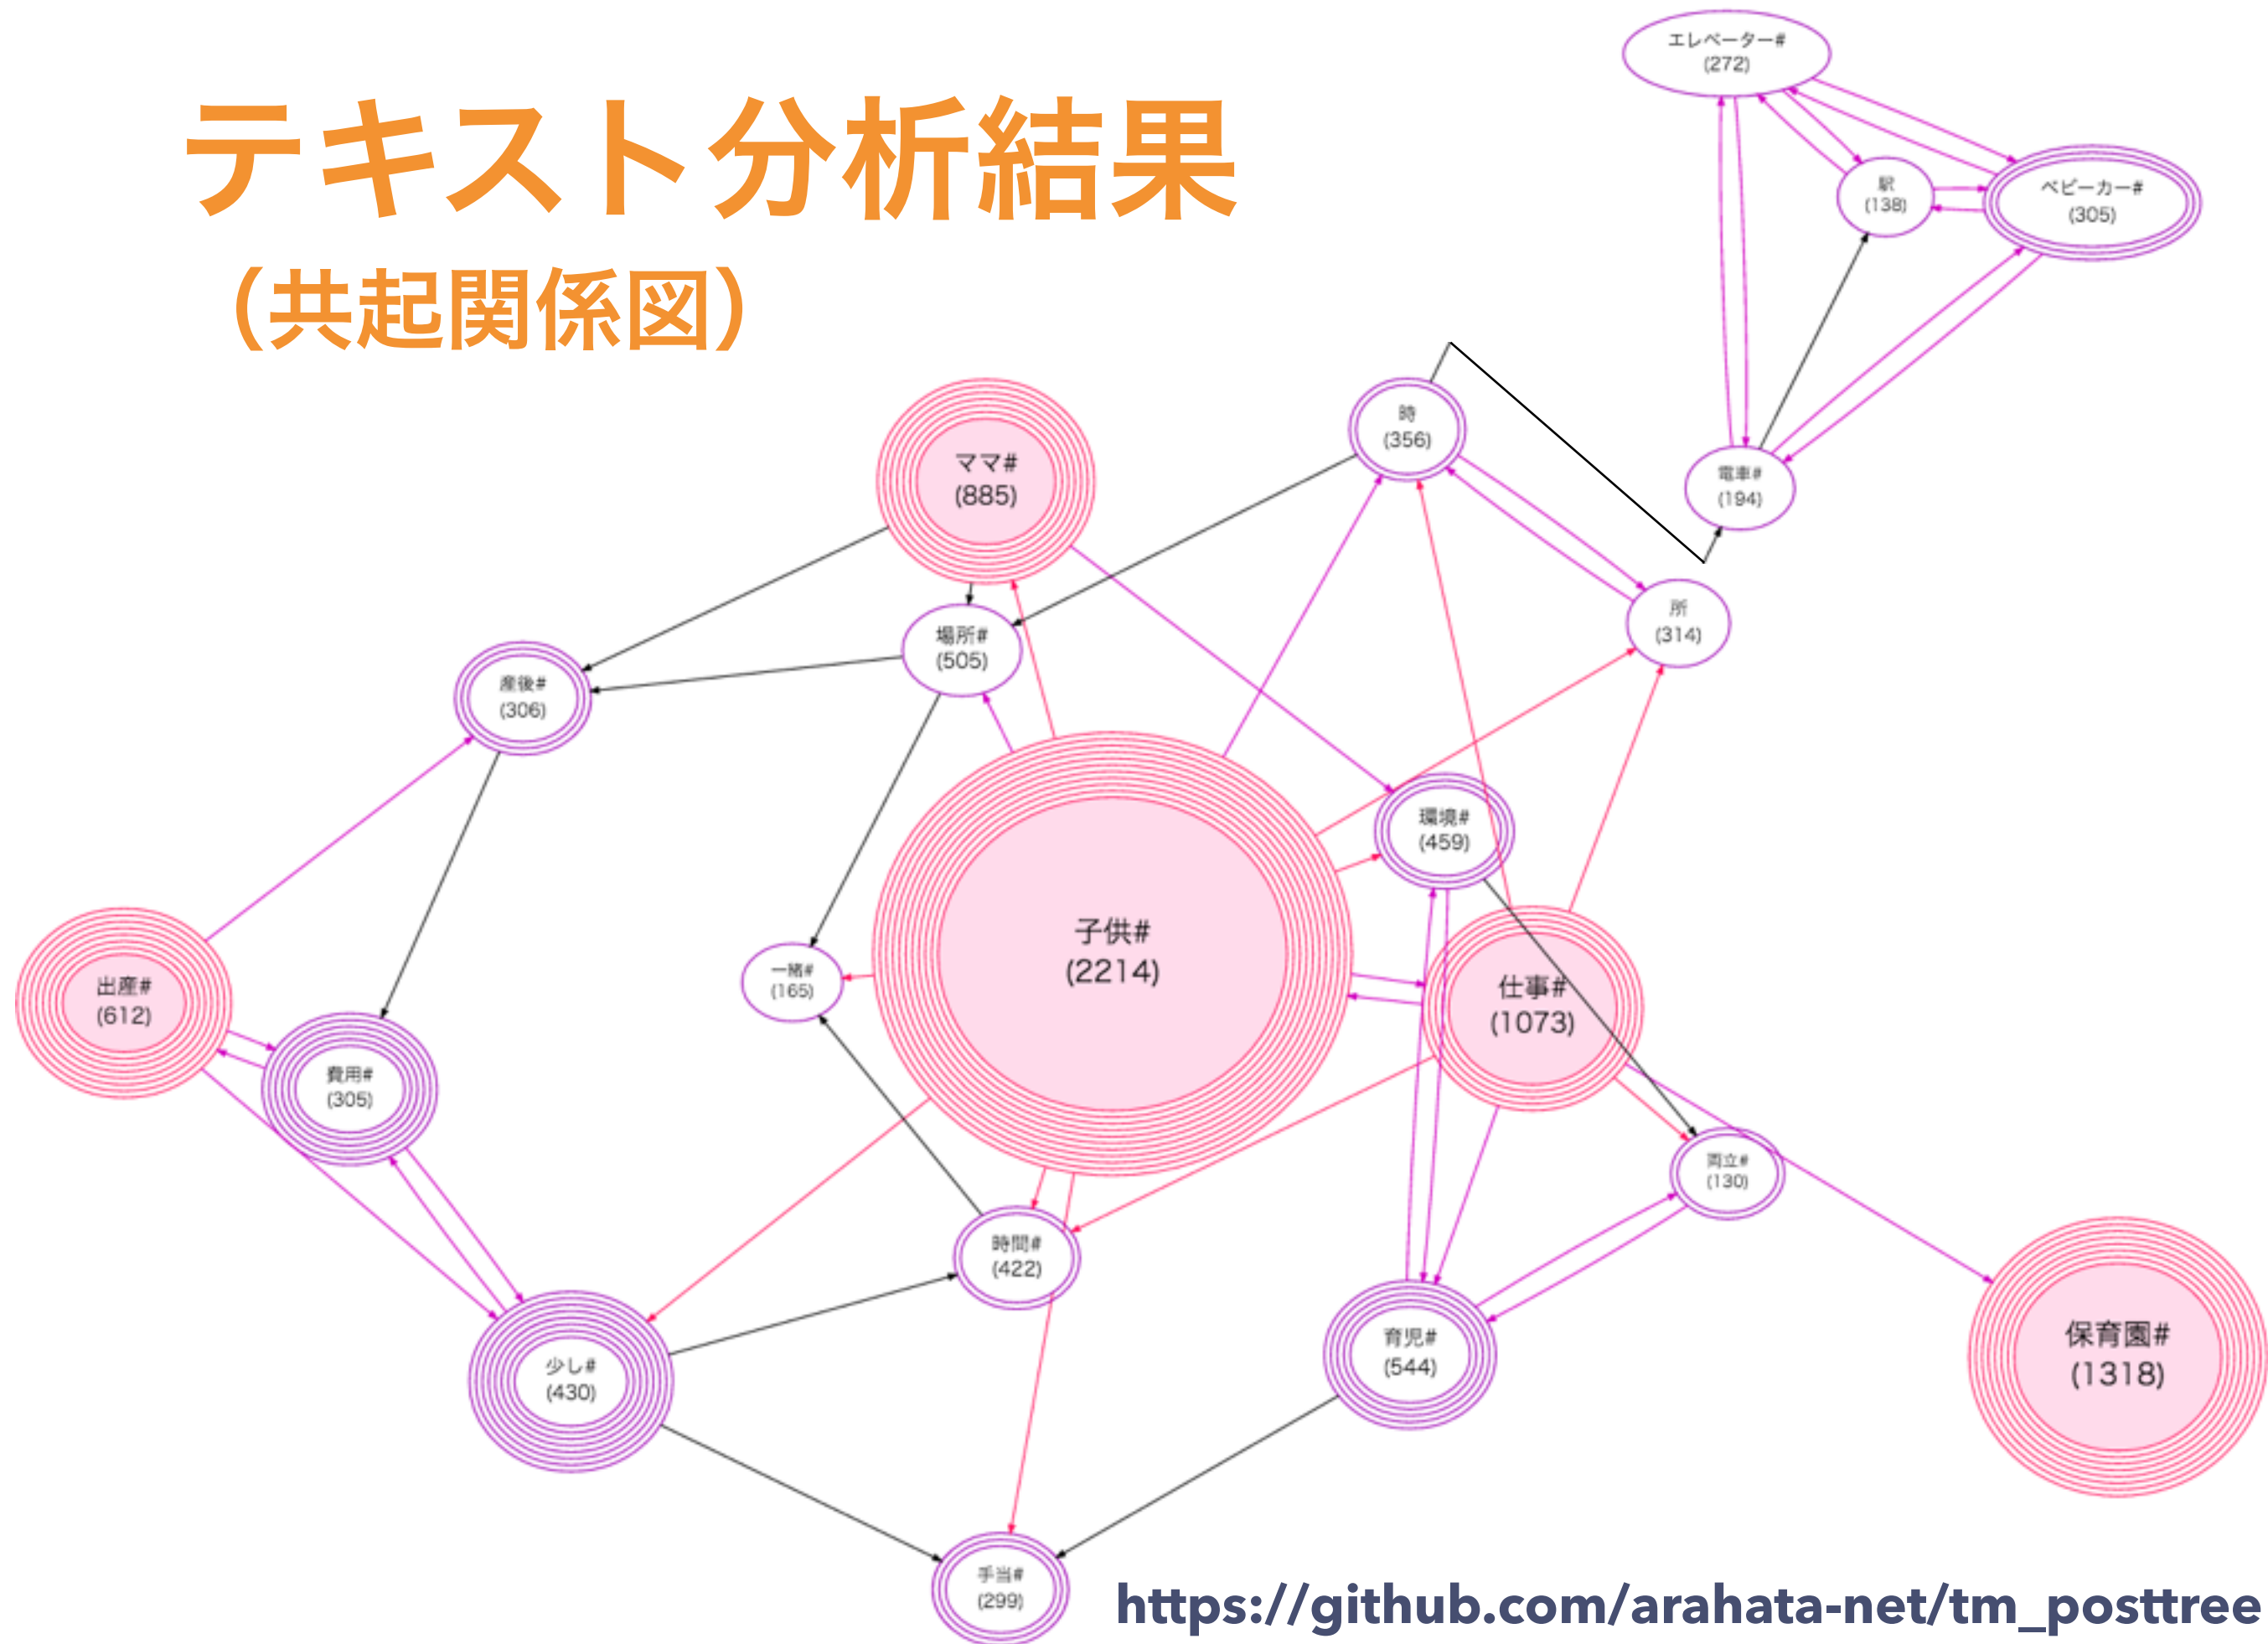 テキスト分析結果
（共起関係図）
エレベーター#
(272)
駅
(138)
ベビーカー#
(305)
電車#
(194)
時
(356)
ママ#
(885)
所
(314)
場所#
(505)
産後#
(306)
環境#
(459)
子供#
(2214)
一緒#
(165)
仕事#
(1073)
出産#
(612)
費用#
(305)
両立#
(130)
時間#
(422)
育児#
(544)
保育園#
(1318)
少し#
(430)
手当#
(299)
https://github.com/arahata-net/tm_posttree